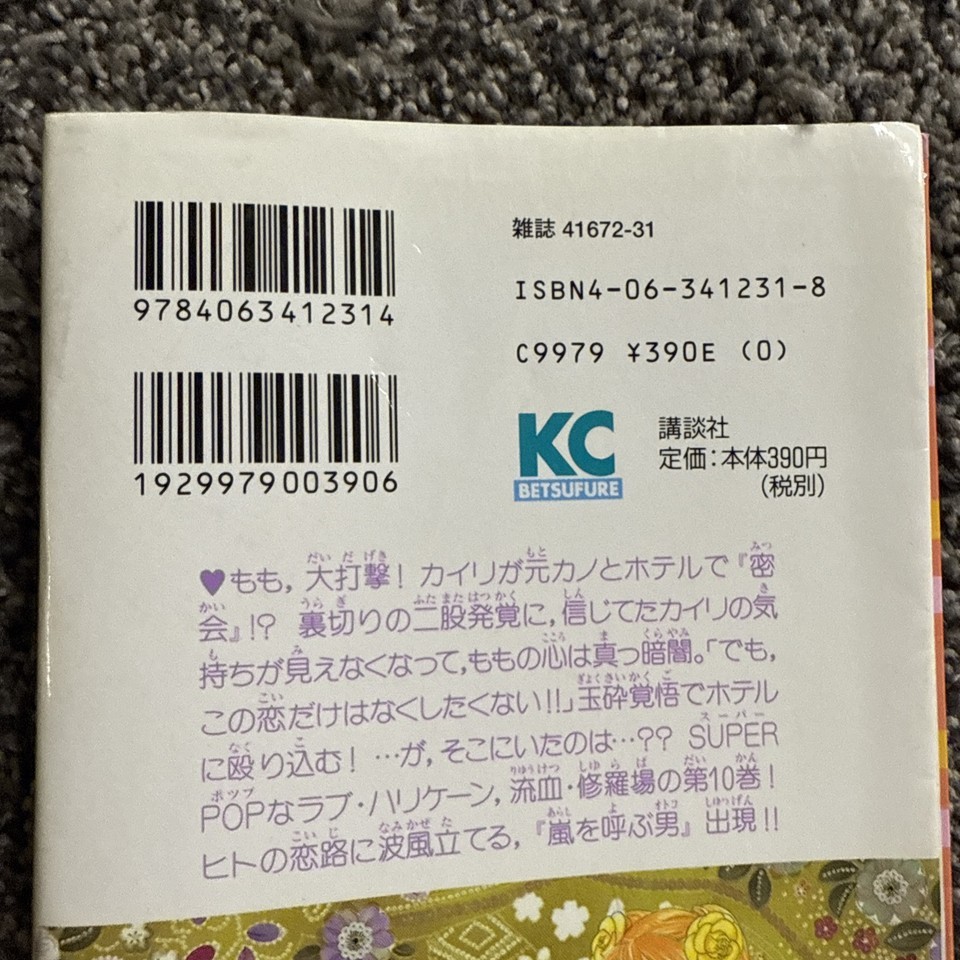 9784063412314
1929979003906
雑誌 41672-31
ISBN4-06-341231-8
C9979 ¥390E (0)
KC
BETSUFURE
講談社
定価：本体390円
(税別)
♥もも，大打撃！ カイリが元カノとホテルで『密
会』!? 裏切りの二股発覚に，信じてたカイリの気
持ちが見えなくなって，ももの心は真っ暗闇。「でも，
この恋だけはなくしたくない!!」玉砕覚悟でホテル
に殴り込む！ …が，そこにいたのは…?? SUPER
POPなラブ・ハリケーン，流血・修羅場の第10巻！
ヒトの恋路に波風立てる，『嵐を呼ぶ男』出現!!